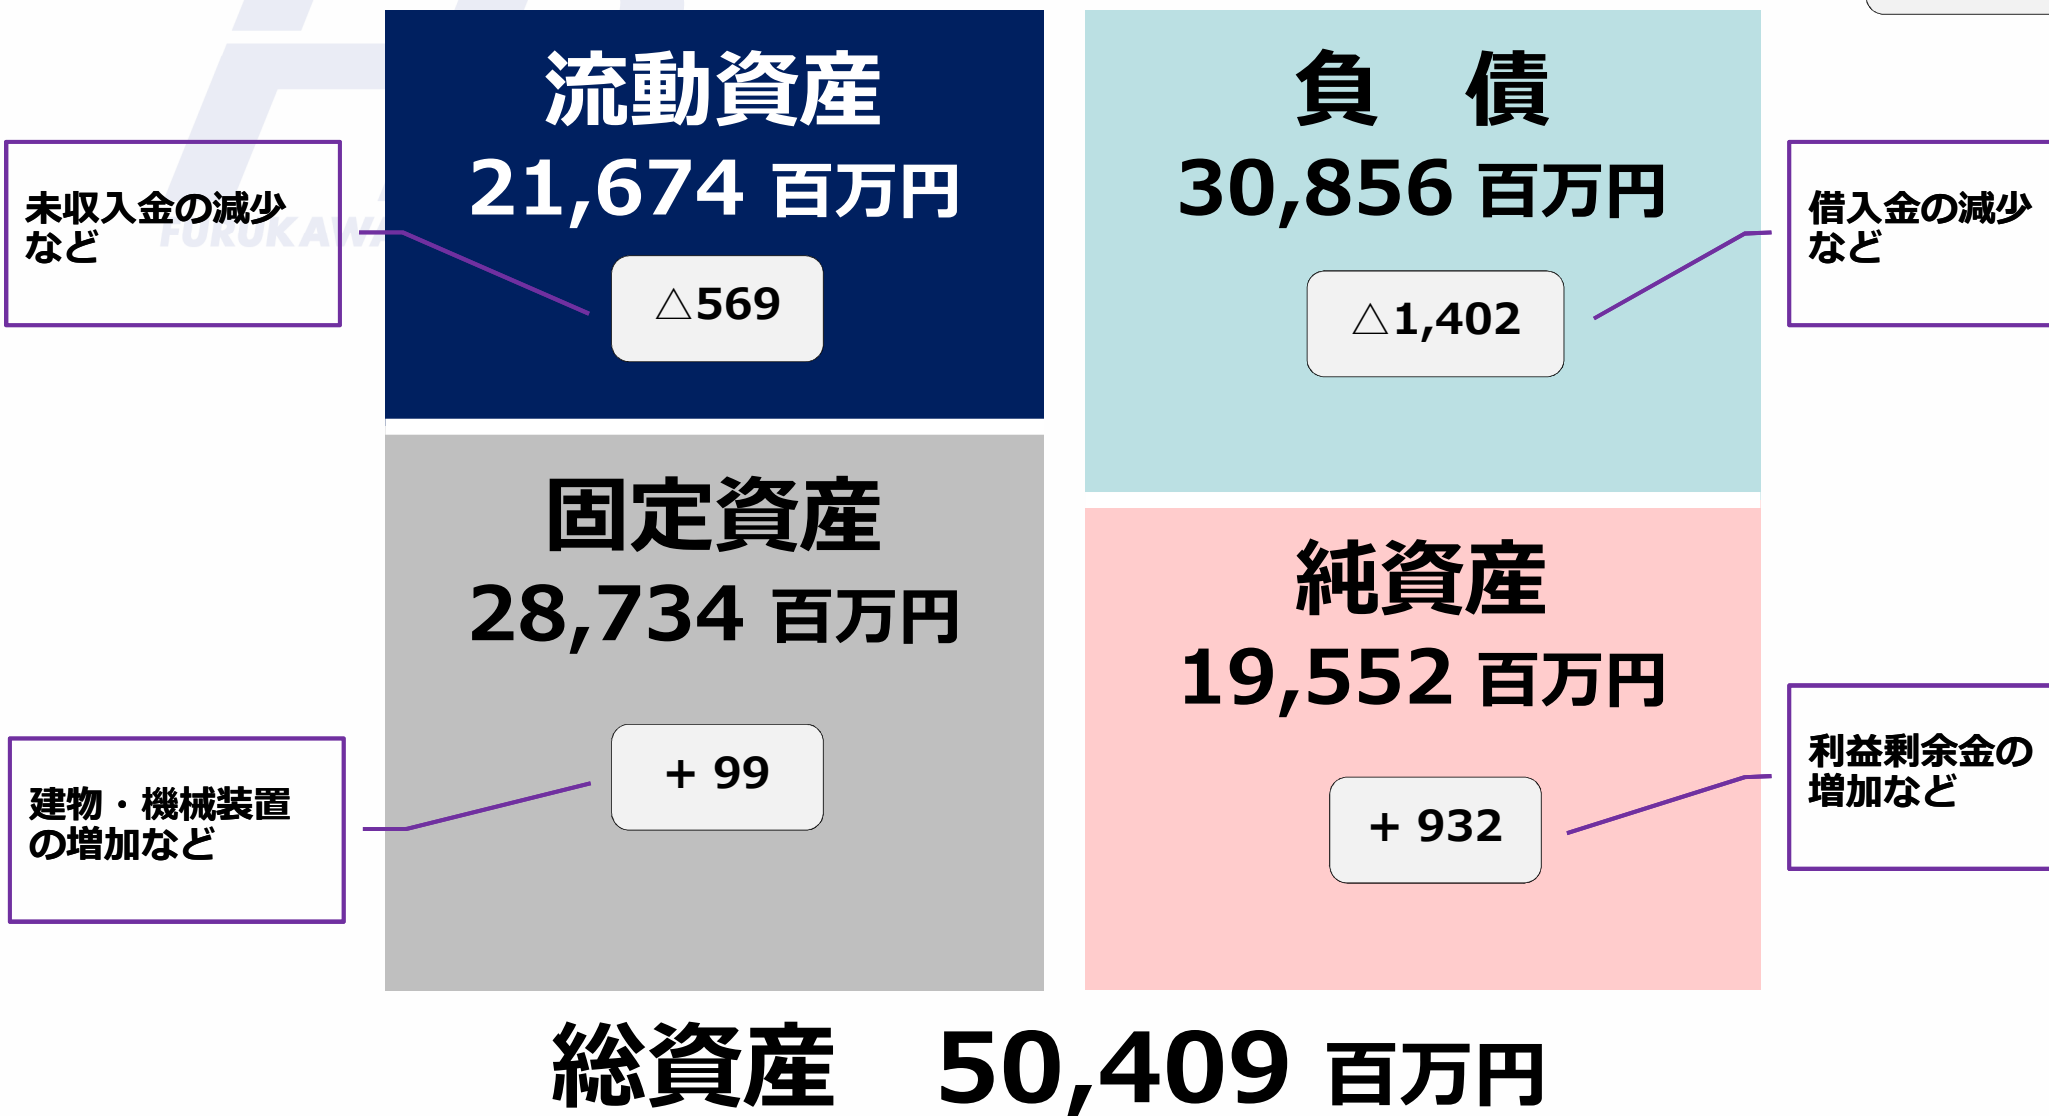 流動資産
21,674 百万円
△569
未収入金の減少
など
FURUKAWA
固定資産
28,734 百万円
+ 99
建物・機械装置
の増加など
負　債
30,856 百万円
△1,402
借入金の減少
など
純資産
19,552 百万円
+ 932
利益剰余金の
増加など
総資産　50,409 百万円